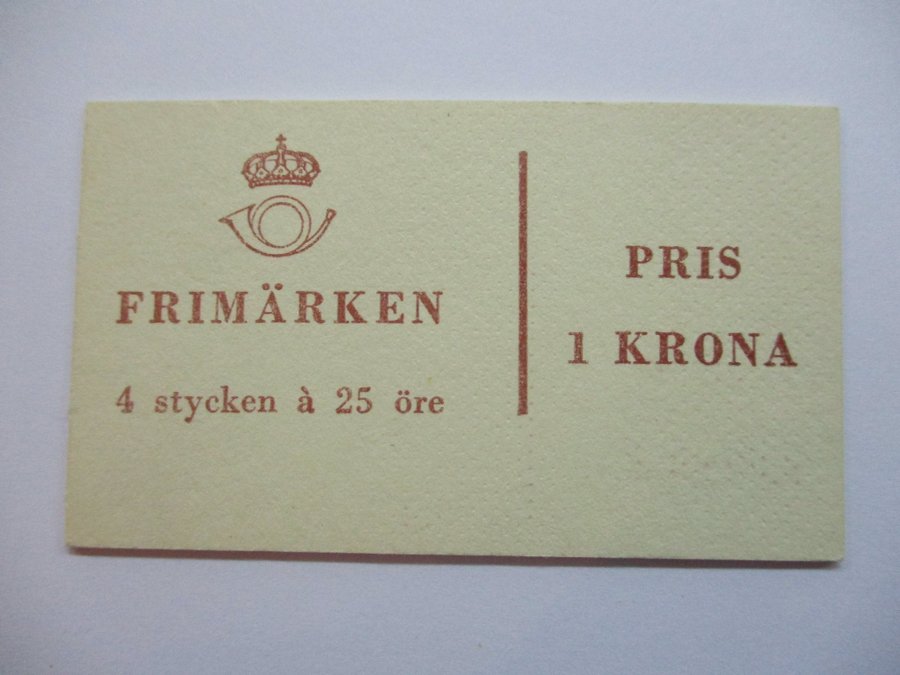 FRIMÄRKEN
4 stycken à 25 öre
PRIS
1 KRONA